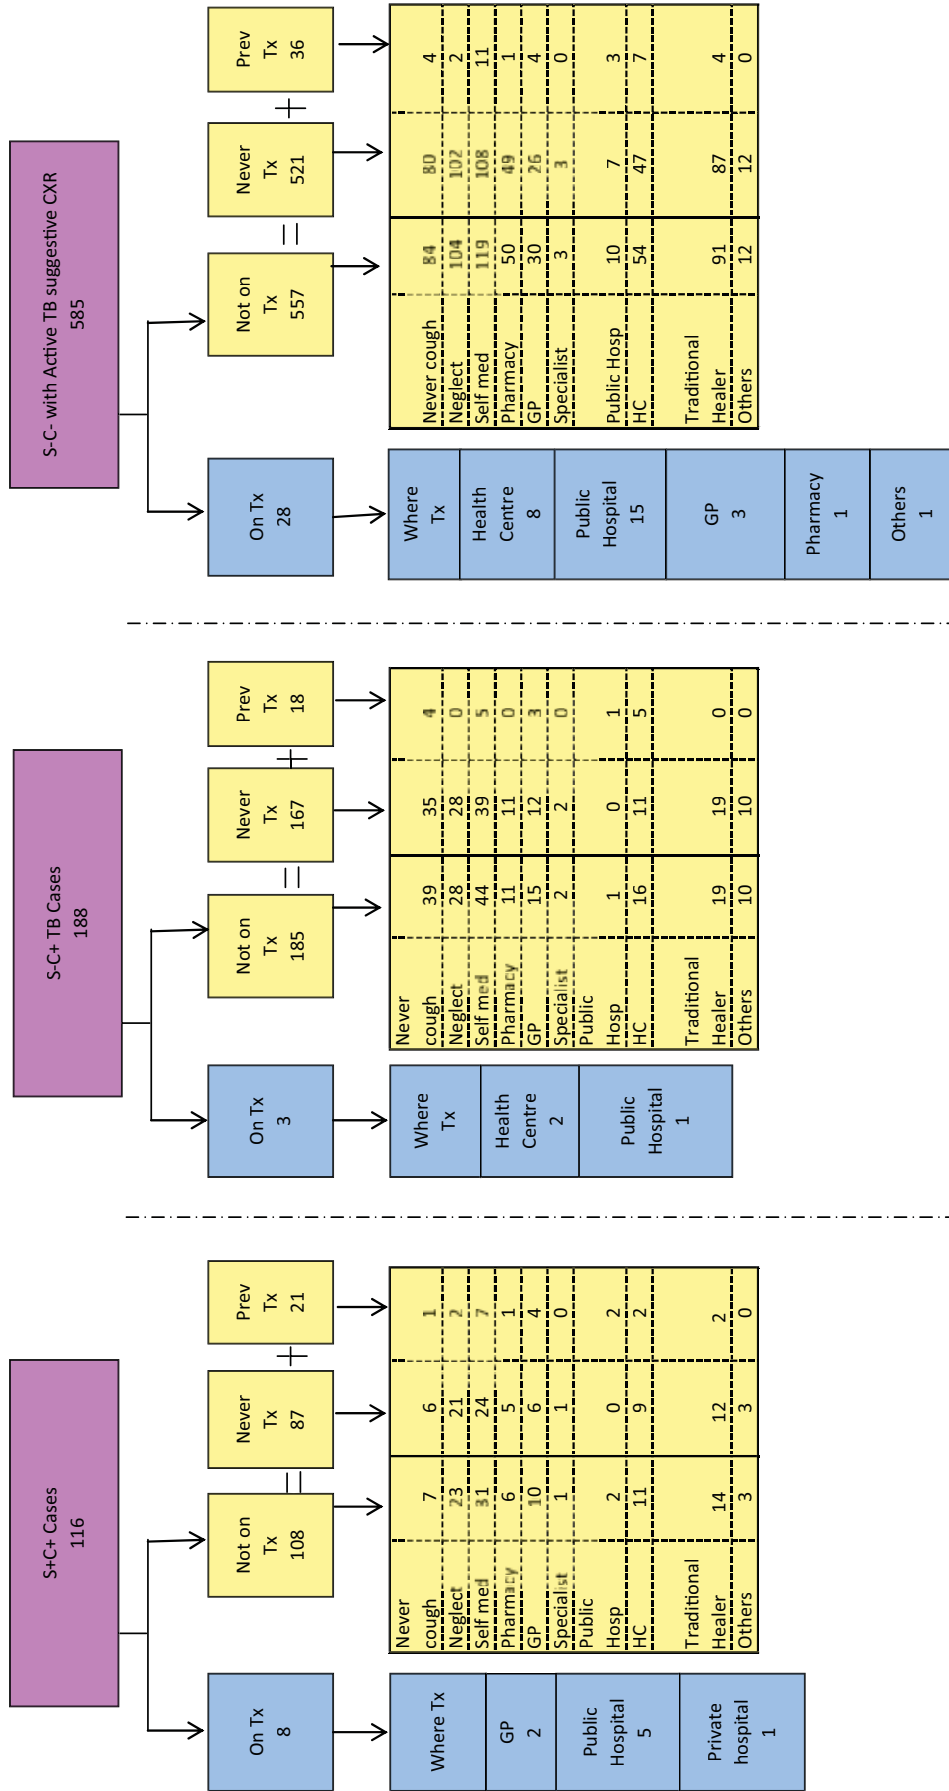 S+C+ Cases
116
On Tx
8
Where Tx
GP
2
Public
Hospital
5
Private
hospital
1
Not on
Tx
108
=
Never
Tx
87
+
Prev
Tx
21
Never
cough 7 6 1
Neglect 23 21 2
Self med 31 24 7
Pharmacy 6 5 1
GP 10 6 4
Specialist 1 1 0
Public
Hosp 2 0 2
HC 11 9 2
Traditional
Healer 14 12 2
Others 3 3 0
S-C+ TB Cases
188
On Tx
3
Where
Tx
Health
Centre
2
Public
Hospital
1
Not on
Tx
185
=
Never
Tx
167
+
Prev
Tx
18
Never
cough 39 35 4
Neglect 28 28 0
Self med 44 39 5
Pharmacy 11 11 0
GP 15 12 3
Specialist 2 2 0
Public
Hosp 1 0 1
HC 16 11 5
Traditional
Healer 19 19 0
Others 10 10 0
S-C- with Active TB suggestive CXR
585
On Tx
28
Where
Tx
Health
Centre
8
Public
Hospital
15
GP
3
Pharmacy
1
Others
1
Not on
Tx
557
=
Never
Tx
521
+
Prev
Tx
36
Never cough 84 80 4
Neglect 104 102 2
Self med 119 108 11
Pharmacy 50 49 1
GP 30 26 4
Specialist 3 3 0
Public Hosp 10 7 3
HC 54 47 7
Traditional
Healer 91 87 4
Others 12 12 0